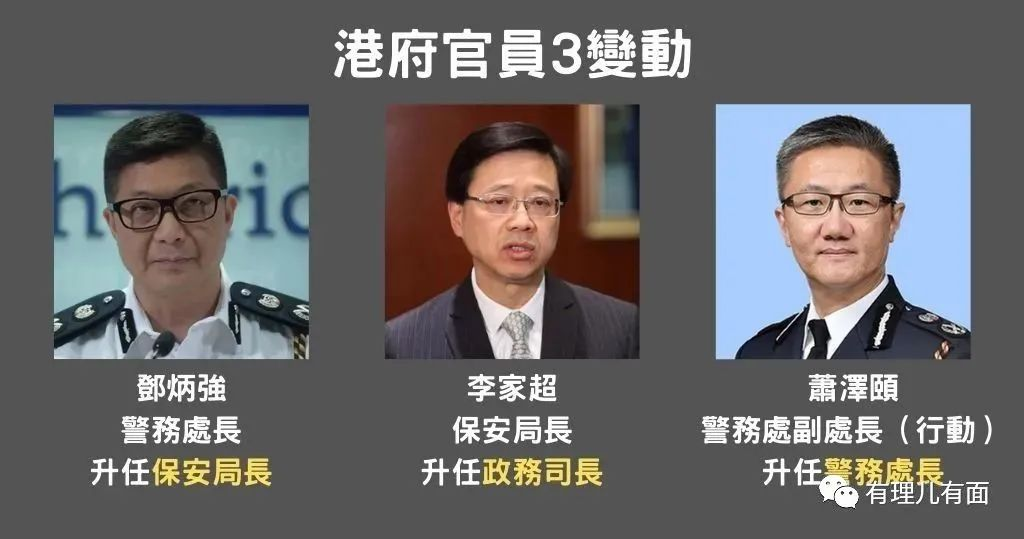 港府官員3變動
heric
鄧炳強
警務處長
升任保安局長
李家超
保安局長
升任政務司長
蕭澤頤
警務處副處長（行動）
升任警務處長
有理儿有面